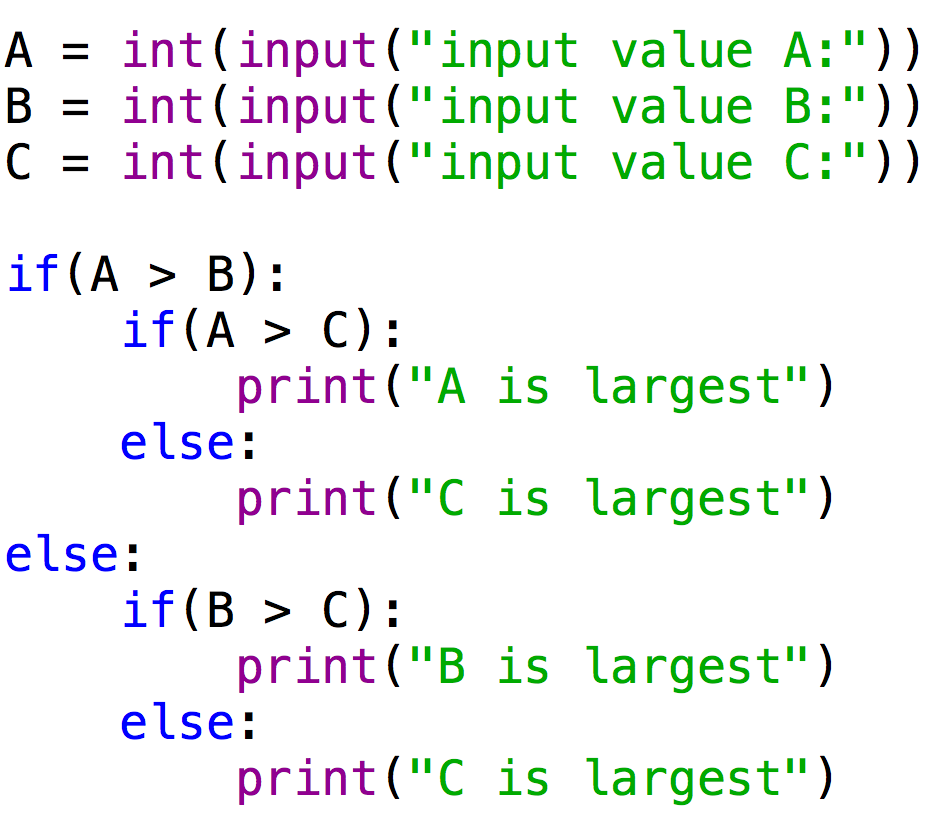 A = int(input("input value A:"))
B = int(input("input value B:"))
C = int(input("input value C:"))

if(A > B):
    if(A > C):
        print("A is largest")
    else:
        print("C is largest")
else:
    if(B > C):
        print("B is largest")
    else:
        print("C is largest")